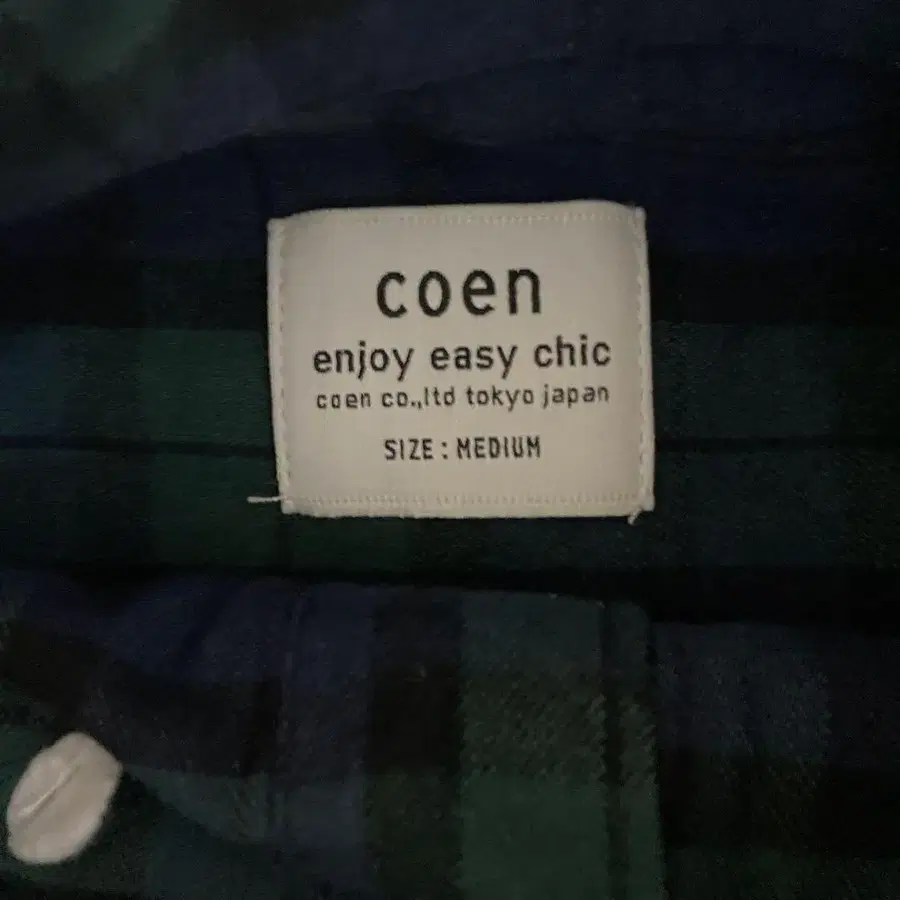 coen
enjoy easy chic
coen co.,ltd tokyo japan
SIZE : MEDIUM